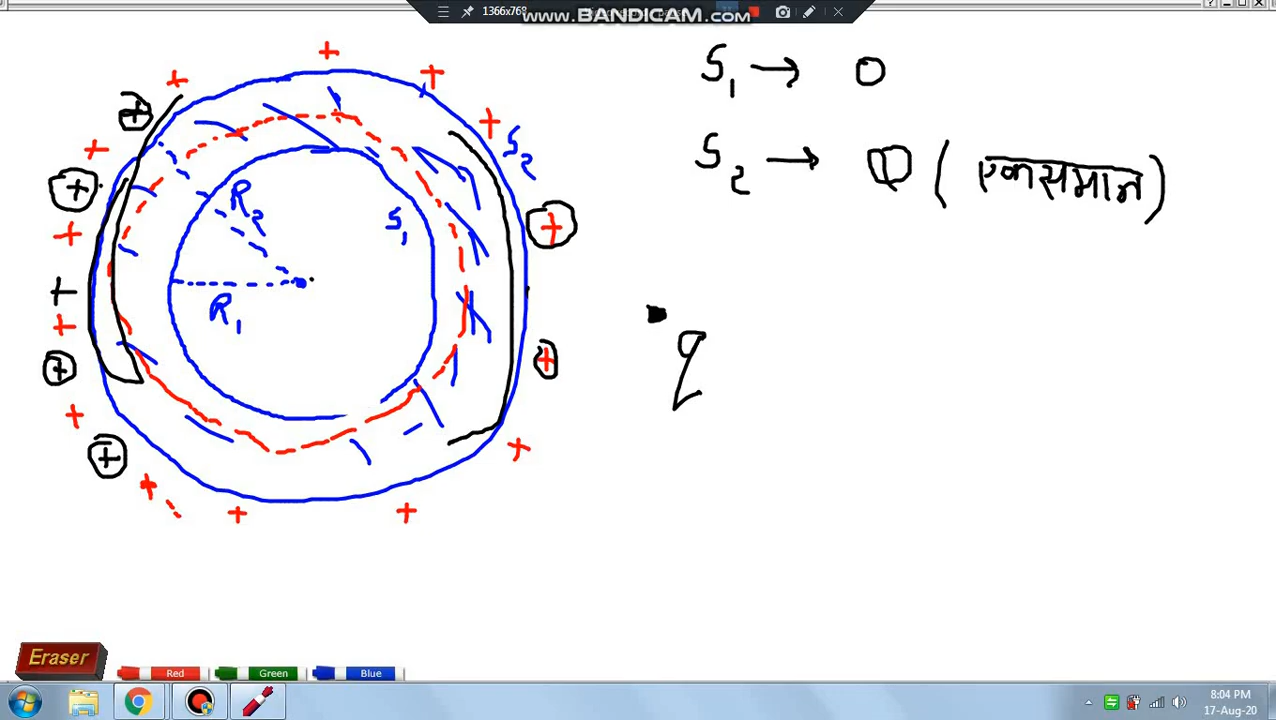 1366x768
WWW.BANDICAM.COM
S₁ → 0
S₂ → Q ( एकसमान )
S₂
R₂
S₁
R₁
q
Eraser
Red
Green
Blue
8:04 PM
17-Aug-20